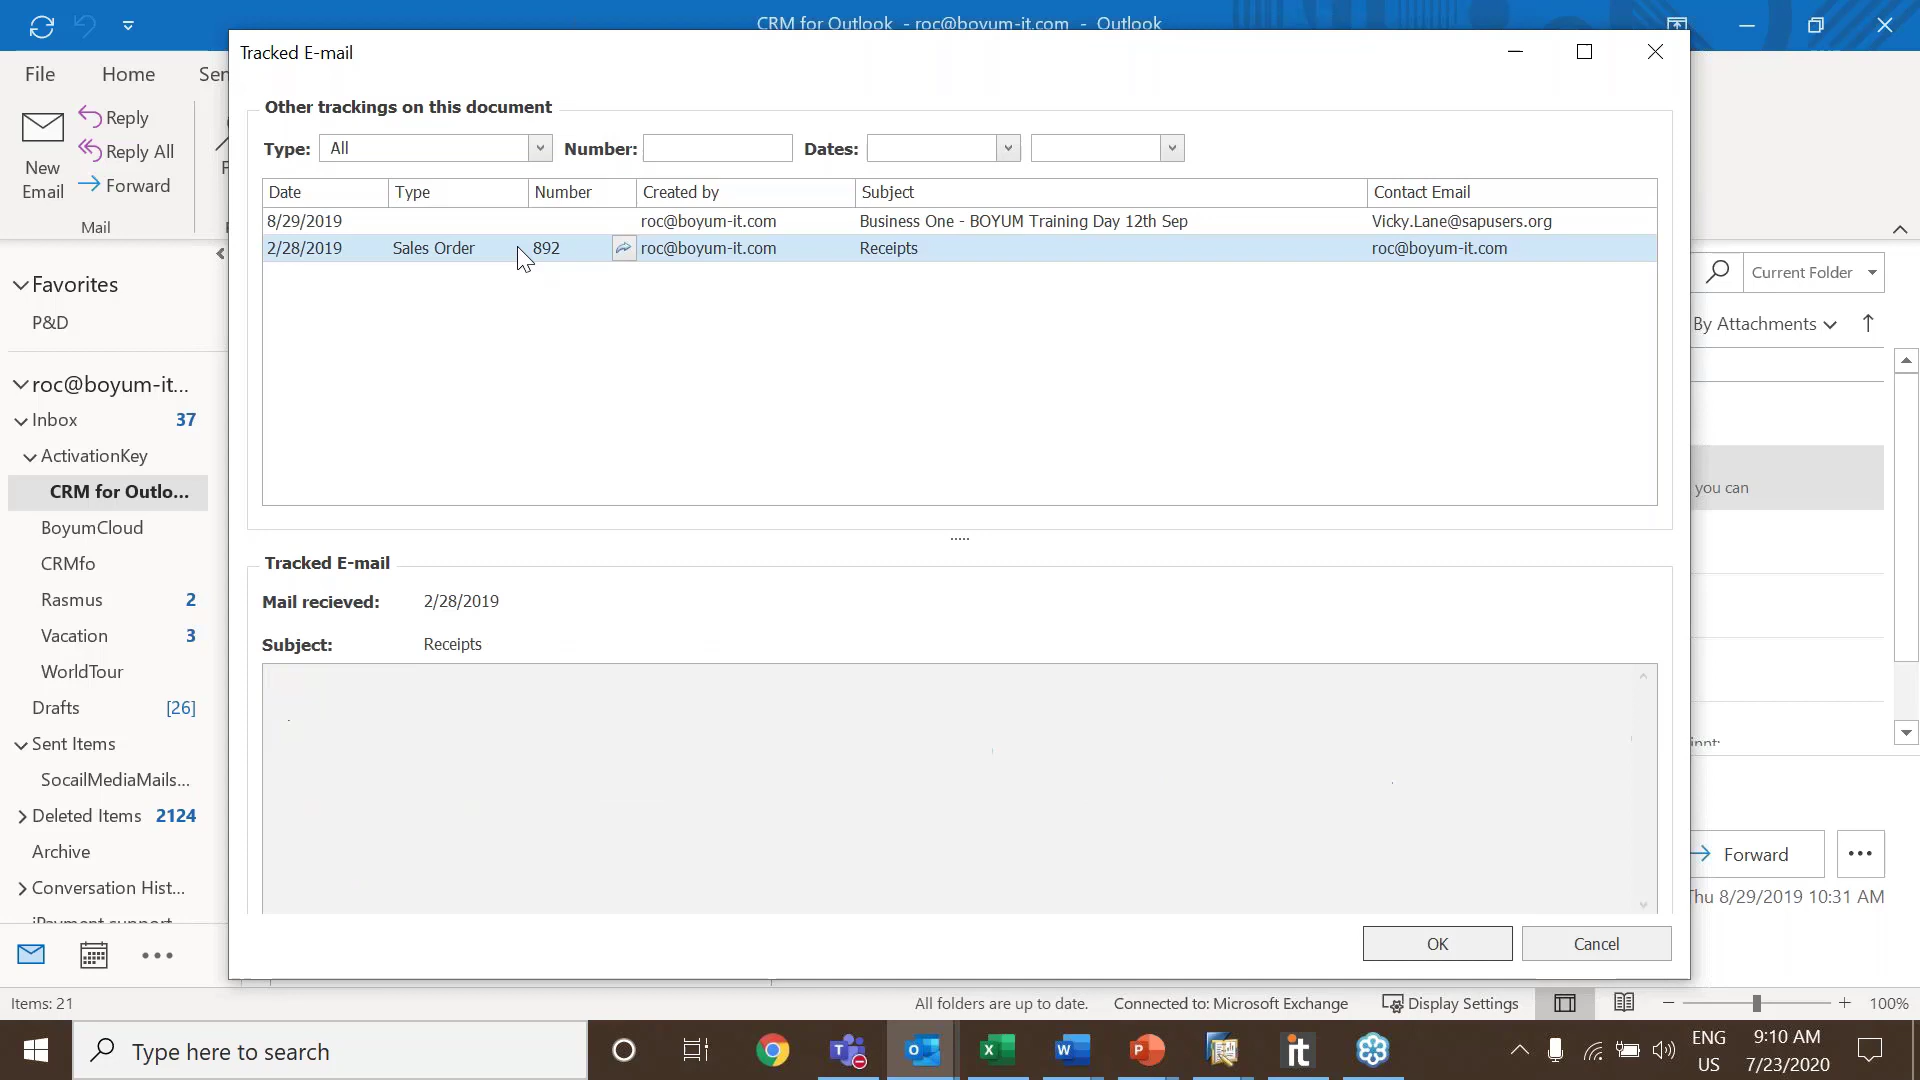 CRM for Outlook - roc@boyum-it.com - Outlook
Tracked E-mail
File
Home
New
Email
Reply
Reply All
Forward
Mail
Favorites
P&D
roc@boyum-it...
Inbox 37
ActivationKey
CRM for Outlo...
BoyumCloud
CRMfo
Rasmus 2
Vacation 3
WorldTour
Drafts [26]
Sent Items
SocailMediaMails...
Deleted Items 2124
Archive
Conversation Hist...
Other trackings on this document
Type: All Number: Dates:
Date Type Number Created by Subject Contact Email
8/29/2019 roc@boyum-it.com Business One - BOYUM Training Day 12th Sep Vicky.Lane@sapusers.org
2/28/2019 Sales Order 892 roc@boyum-it.com Receipts roc@boyum-it.com
Tracked E-mail
Mail recieved: 2/28/2019
Subject: Receipts
OK Cancel
Current Folder
By Attachments
you can
Forward
8/29/2019 10:31 AM
Items: 21
All folders are up to date. Connected to: Microsoft Exchange Display Settings 100%
Type here to search
ENG
US
9:10 AM
7/23/2020